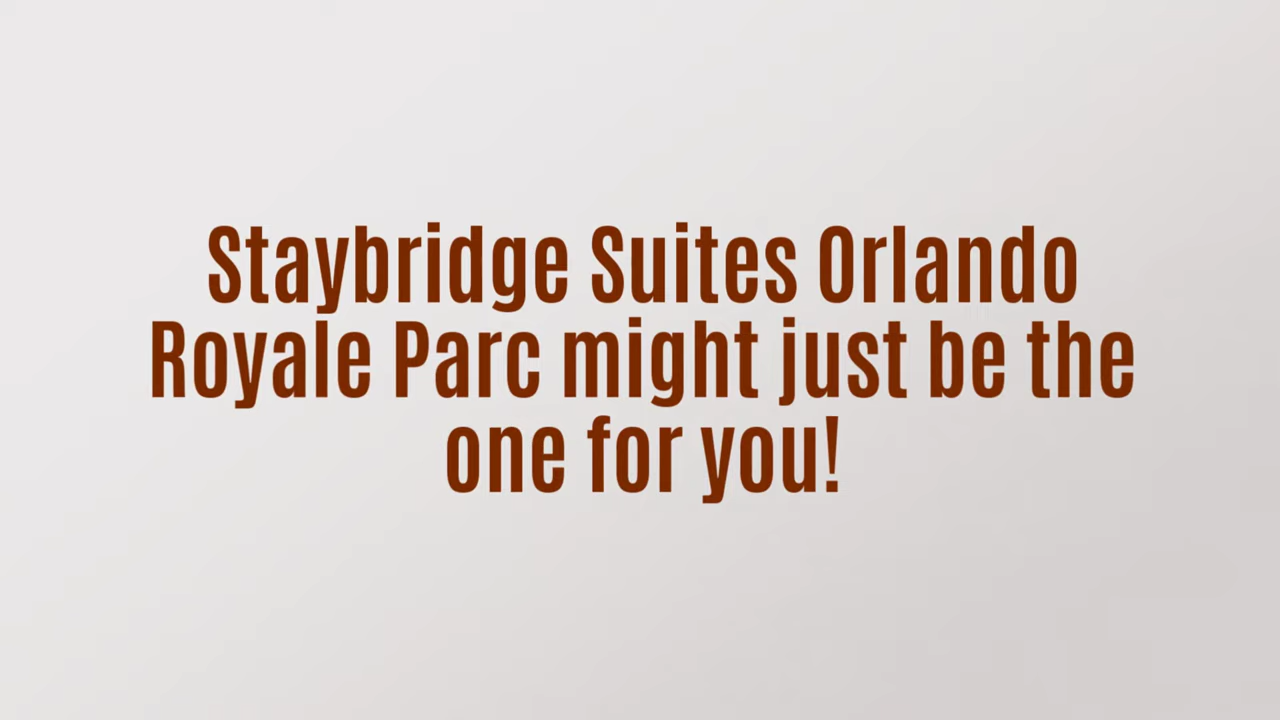 Staybridge Suites Orlando
Royale Parc might just be the
one for you!